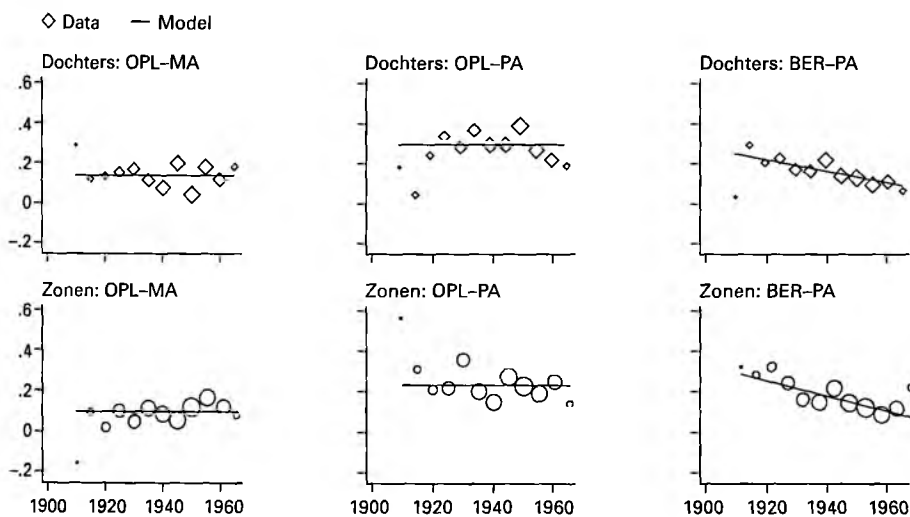 ◇ Data — Model
Dochters: OPL–MA
Dochters: OPL–PA
Dochters: BER–PA
.6
.4
.2
0
–.2
Zonen: OPL–MA
Zonen: OPL–PA
Zonen: BER–PA
.6
.4
.2
0
–.2
1900 1920 1940 1960
1900 1920 1940 1960
1900 1920 1940 1960